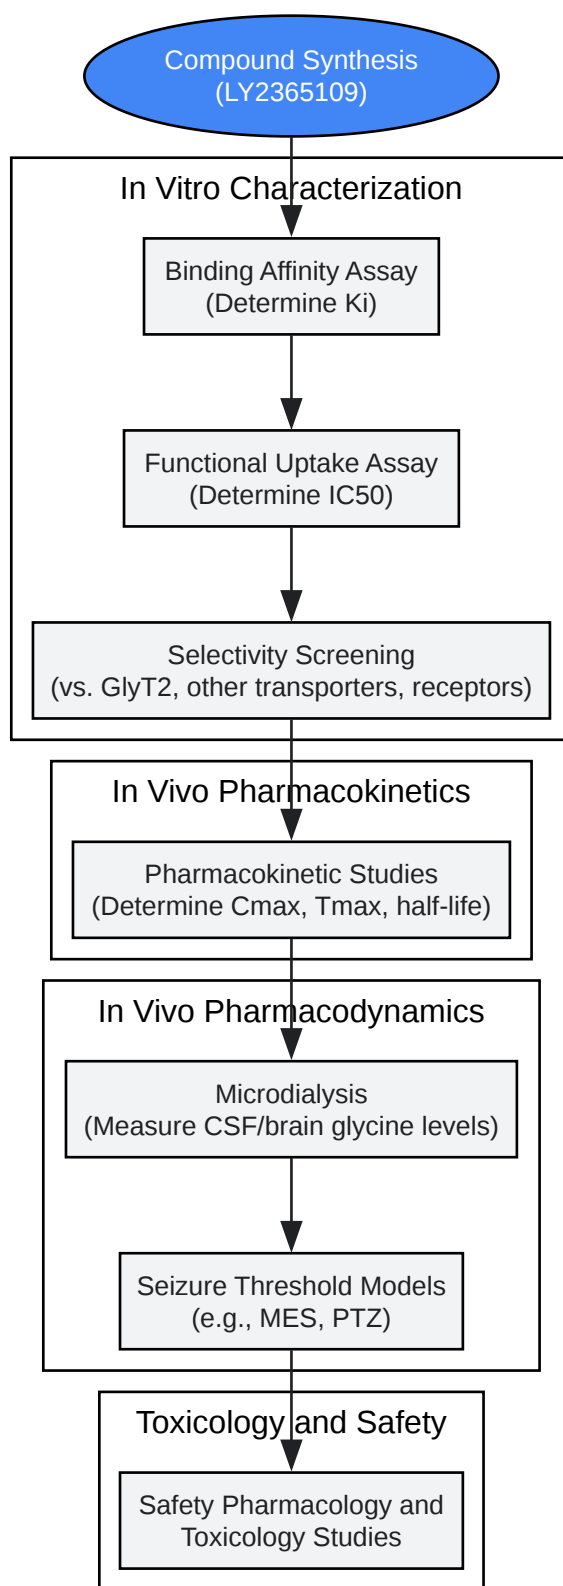 Compound Synthesis
(LY2365109)
In Vitro Characterization
Binding Affinity Assay
(Determine Ki)
Functional Uptake Assay
(Determine IC50)
Selectivity Screening
(vs. GlyT2, other transporters, receptors)
In Vivo Pharmacokinetics
Pharmacokinetic Studies
(Determine Cmax, Tmax, half-life)
In Vivo Pharmacodynamics
Microdialysis
(Measure CSF/brain glycine levels)
Seizure Threshold Models
(e.g., MES, PTZ)
Toxicology and Safety
Safety Pharmacology and
Toxicology Studies